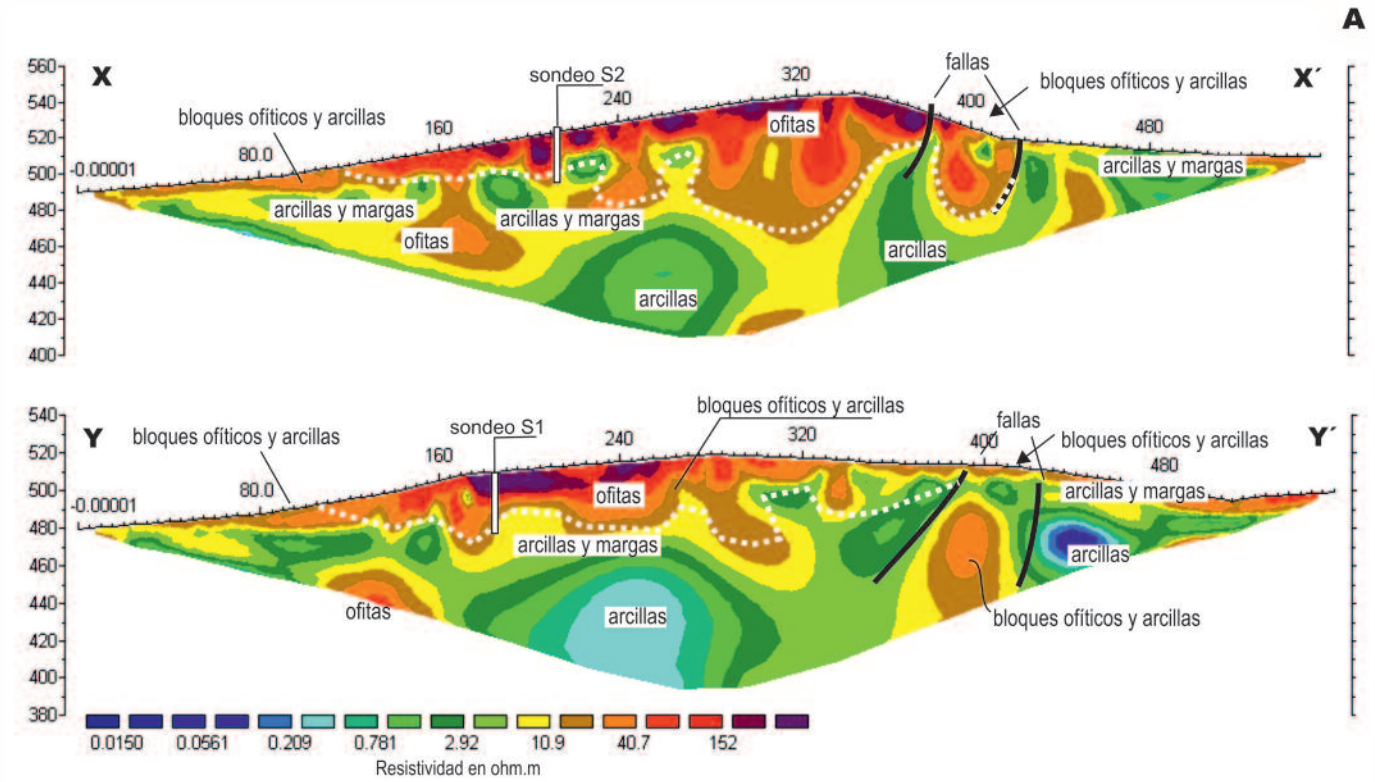 A
X
X´
560
540
520
500
480
460
440
420
400
-0.00001
80.0
160
240
320
400
480
bloques ofíticos y arcillas
sondeo S2
fallas
bloques ofíticos y arcillas
ofitas
arcillas y margas
arcillas y margas
arcillas y margas
ofitas
arcillas
arcillas
Y
Y´
540
520
500
480
460
440
420
400
380
-0.00001
80.0
160
240
320
400
480
bloques ofíticos y arcillas
sondeo S1
bloques ofíticos y arcillas
fallas
bloques ofíticos y arcillas
ofitas
arcillas y margas
arcillas y margas
arcillas
ofitas
arcillas
bloques ofíticos y arcillas
0.0150 0.0561 0.209 0.781 2.92 10.9 40.7 152
Resistividad en ohm.m